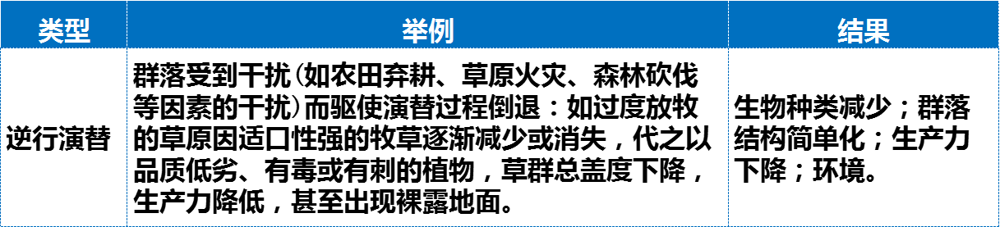 类型 举例 结果
逆行演替
群落受到干扰(如农田弃耕、草原火灾、森林砍伐
等因素的干扰)而驱使演替过程倒退：如过度放牧
的草原因适口性强的牧草逐渐减少或消失，代之以
品质低劣、有毒或有刺的植物，草群总盖度下降，
生产力降低，甚至出现裸露地面。
生物种类减少；群落
结构简单化；生产力
下降；环境。